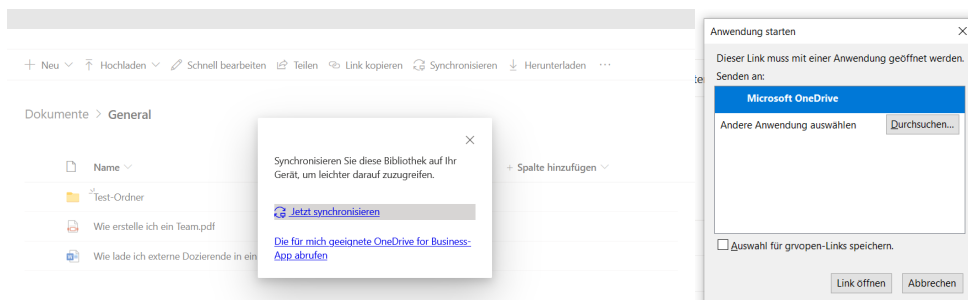 Neu Hochladen Schnell bearbeiten Teilen Link kopieren Synchronisieren Herunterladen ···
Dokumente > General
Name
+ Spalte hinzufügen
Test-Ordner
Wie erstelle ich ein Team.pdf
Wie lade ich externe Dozierende in ein
Synchronisieren Sie diese Bibliothek auf Ihr
Gerät, um leichter darauf zuzugreifen.
Jetzt synchronisieren
Die für mich geeignete OneDrive for Business-
App abrufen
Anwendung starten
Dieser Link muss mit einer Anwendung geöffnet werden.
Senden an:
Microsoft OneDrive
Andere Anwendung auswählen Durchsuchen...
Auswahl für grvopen-Links speichern.
Link öffnen Abbrechen